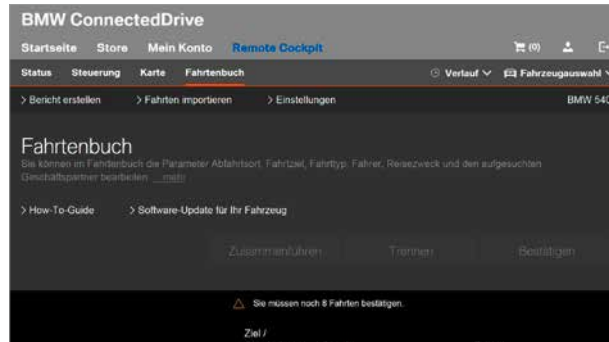 BMW ConnectedDrive
Startseite Store Mein Konto Remote Cockpit (0)
Status Steuerung Karte Fahrtenbuch Verlauf Fahrzeugauswahl
> Bericht erstellen > Fahrten importieren > Einstellungen BMW 540
Fahrtenbuch
Sie können im Fahrtenbuch die Parameter Abfahrtsort, Fahrtziel, Fahrttyp, Fahrer, Reisezweck und den aufgesuchten
Geschäftspartner bearbeiten. ...mehr
> How-To-Guide > Software-Update für Ihr Fahrzeug
Zusammenführen Trennen Bestätigen
Sie müssen noch 8 Fahrten bestätigen.
Ziel /